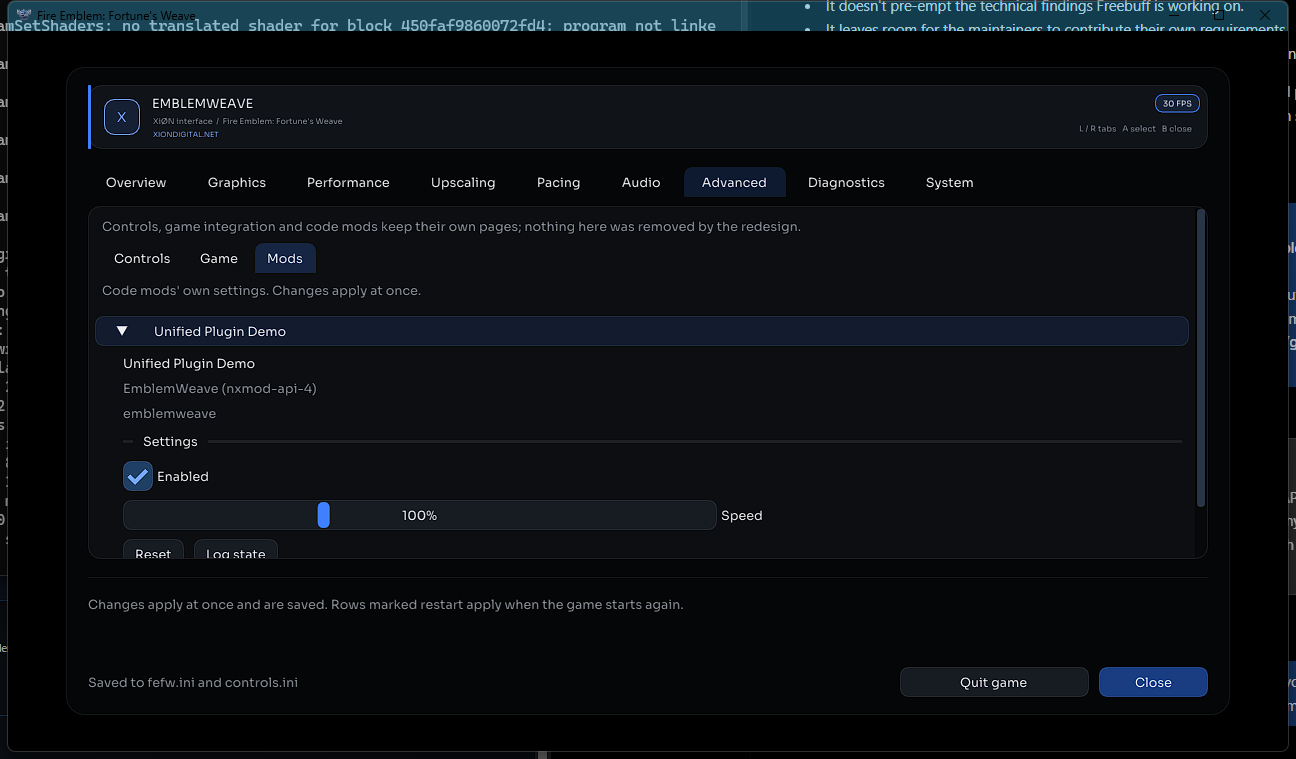 Fire Emblem: Fortune's Weave
SetShaders: no translated shader for block 450faf9860072fd4; program not linke
It doesn't pre-empt the technical findings Freebuff is working on.
It leaves room for the maintainers to contribute their own requirements
X
EMBLEMWEAVE
XIØN Interface / Fire Emblem: Fortune's Weave
XIONDIGITAL.NET
30 FPS
L / R tabs A select B close
Overview Graphics Performance Upscaling Pacing Audio Advanced Diagnostics System
Controls, game integration and code mods keep their own pages; nothing here was removed by the redesign.
Controls Game Mods
Code mods' own settings. Changes apply at once.
Unified Plugin Demo
Unified Plugin Demo
EmblemWeave (nxmod-api-4)
emblemweave
Settings
Enabled
100% Speed
Reset Log state
Changes apply at once and are saved. Rows marked restart apply when the game starts again.
Saved to fefw.ini and controls.ini
Quit game Close